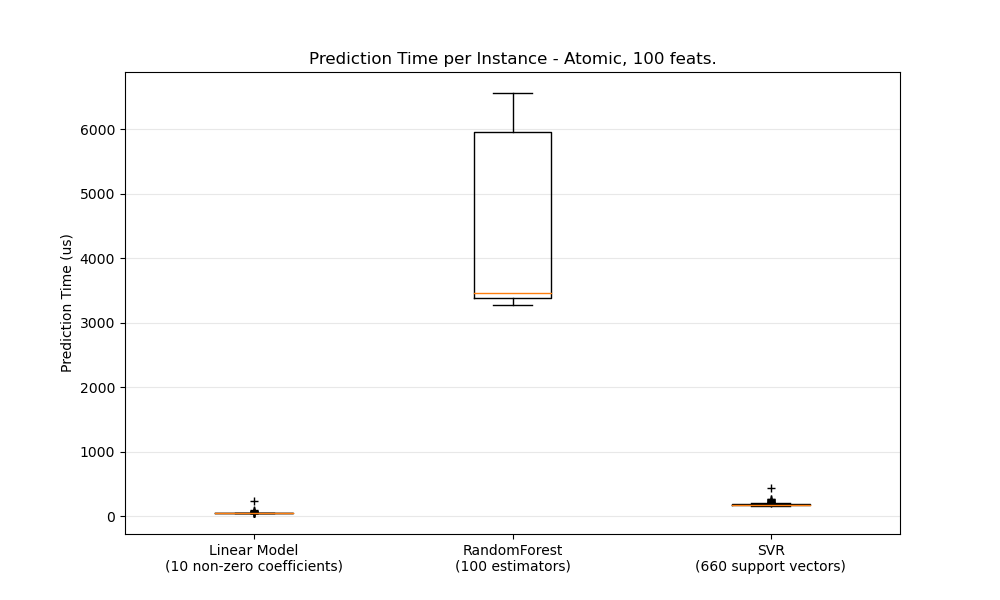 Prediction Time per Instance - Atomic, 100 feats.
Prediction Time (us)
6000
5000
4000
3000
2000
1000
0
Linear Model
(10 non-zero coefficients)
RandomForest
(100 estimators)
SVR
(660 support vectors)